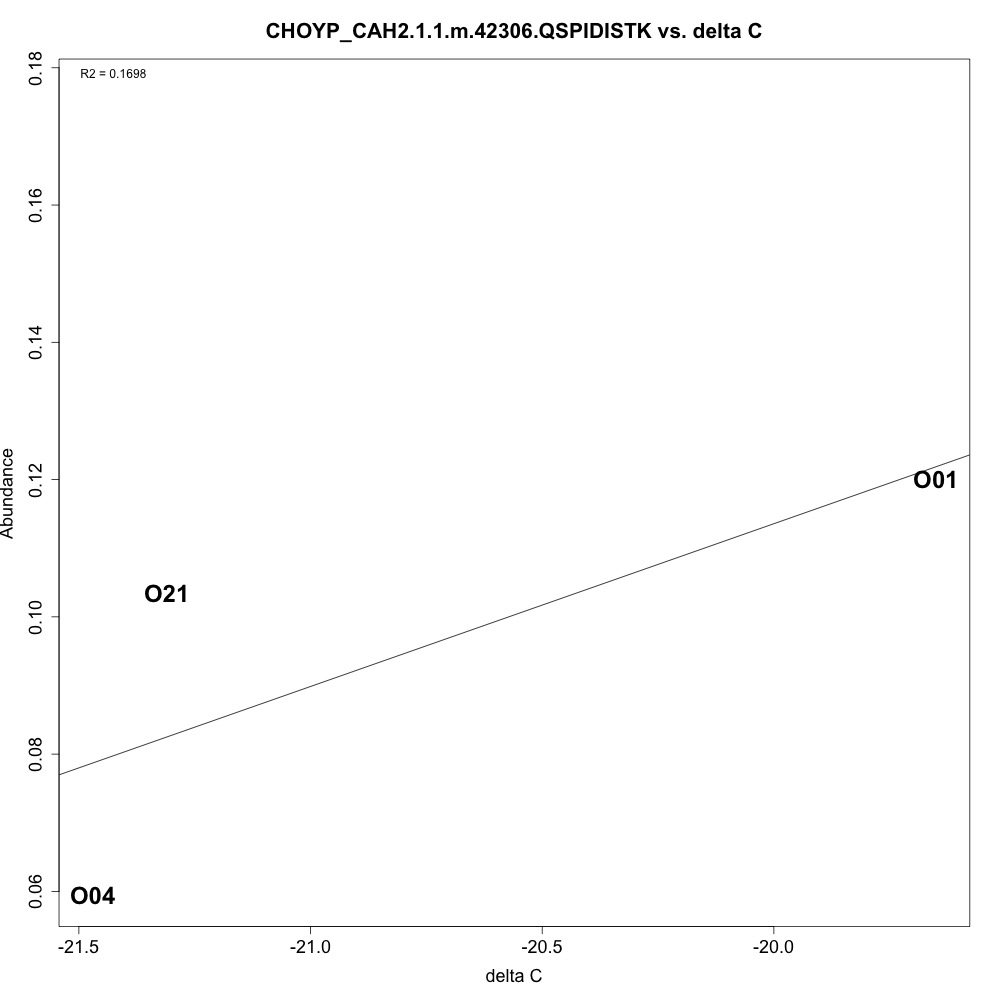 CHOYP_CAH2.1.1.m.42306.QSPIDISTK vs. delta C
R2 = 0.1698
0.18
0.16
0.14
0.12
0.10
0.08
0.06
Abundance
O01
O21
O04
-21.5 -21.0 -20.5 -20.0
delta C